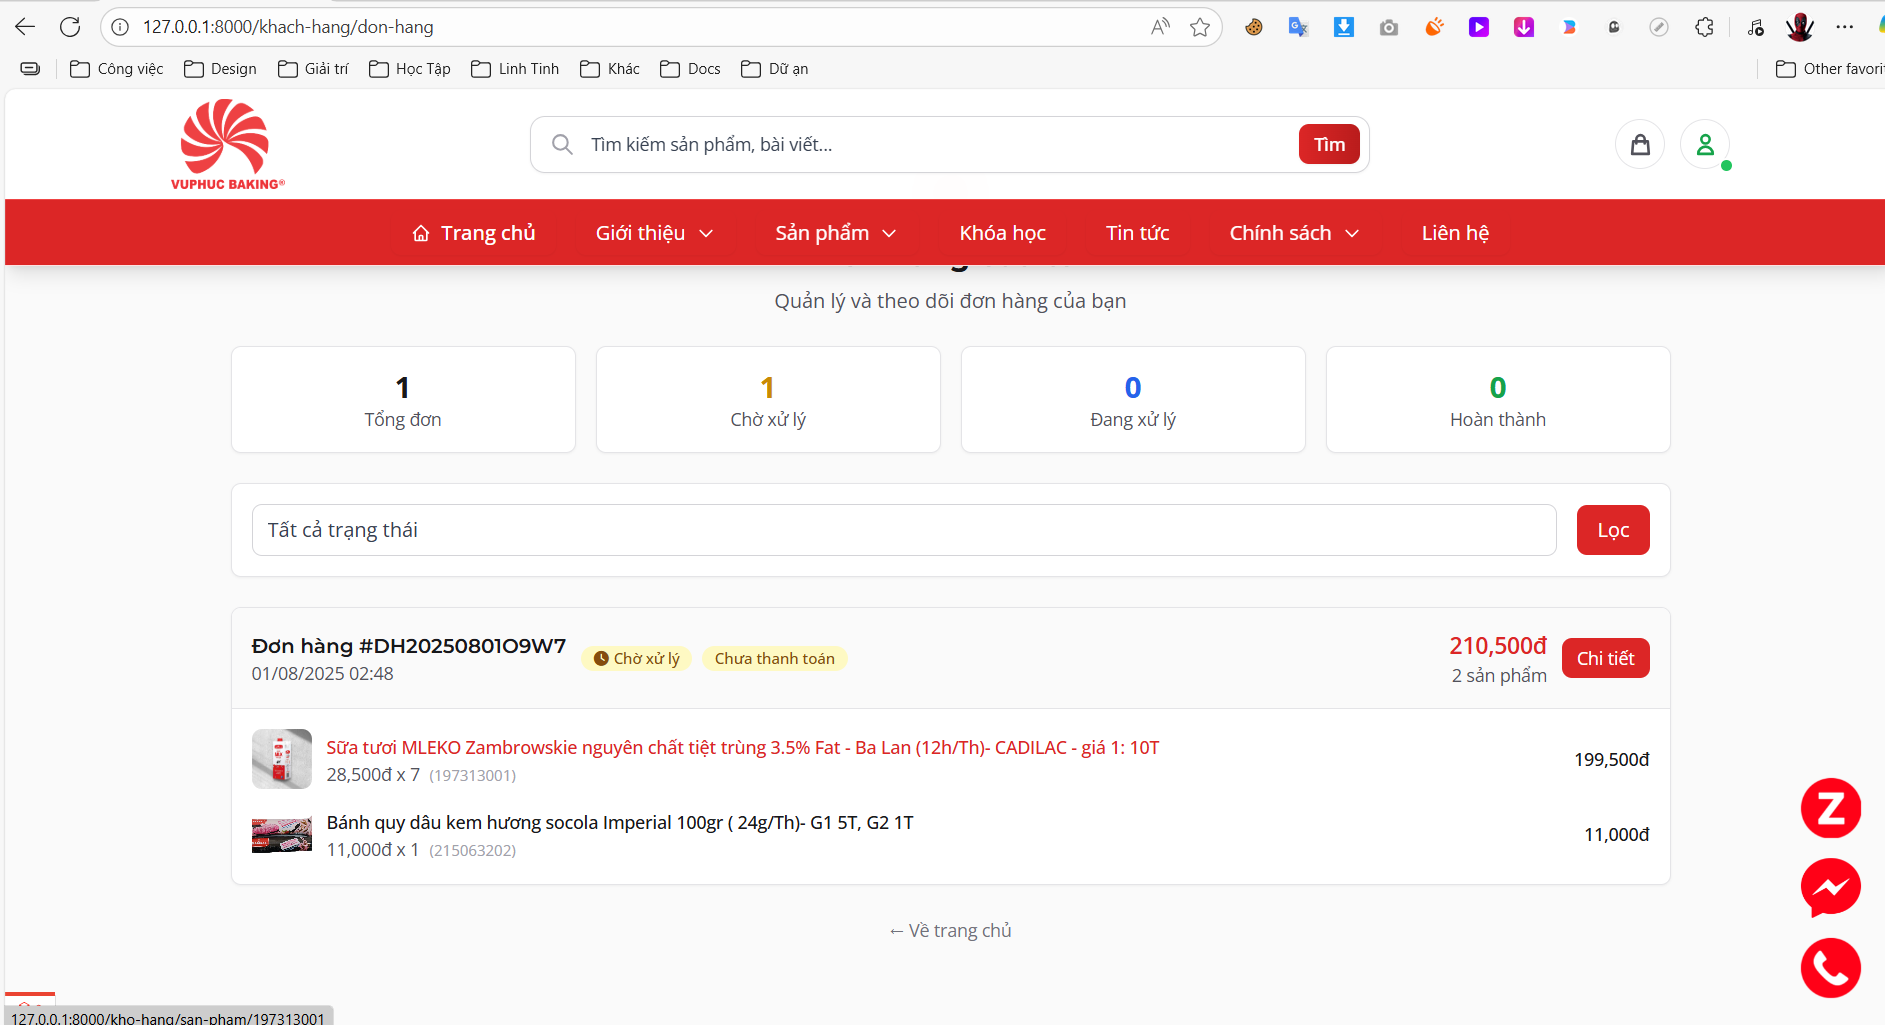 127.0.0.1:8000/khach-hang/don-hang
Công việc
Design
Giải trí
Học Tập
Linh Tinh
Khác
Docs
Dữ án
Other favori
VUPHUC BAKING®
Tìm kiếm sản phẩm, bài viết...
Tìm
Trang chủ
Giới thiệu
Sản phẩm
Khóa học
Tin tức
Chính sách
Liên hệ
Quản lý và theo dõi đơn hàng của bạn
1
Tổng đơn
1
Chờ xử lý
0
Đang xử lý
0
Hoàn thành
Tất cả trạng thái
Lọc
Đơn hàng #DH20250801O9W7
01/08/2025 02:48
Chờ xử lý
Chưa thanh toán
210,500đ
2 sản phẩm
Chi tiết
Sữa tươi MLEKO Zambrowskie nguyên chất tiệt trùng 3.5% Fat - Ba Lan (12h/Th)- CADILAC - giá 1: 10T
28,500đ x 7 (197313001)
199,500đ
Bánh quy dâu kem hương socola Imperial 100gr ( 24g/Th)- G1 5T, G2 1T
11,000đ x 1 (215063202)
11,000đ
← Về trang chủ
Z
127.0.0.1:8000/kho-hang/san-pham/197313001